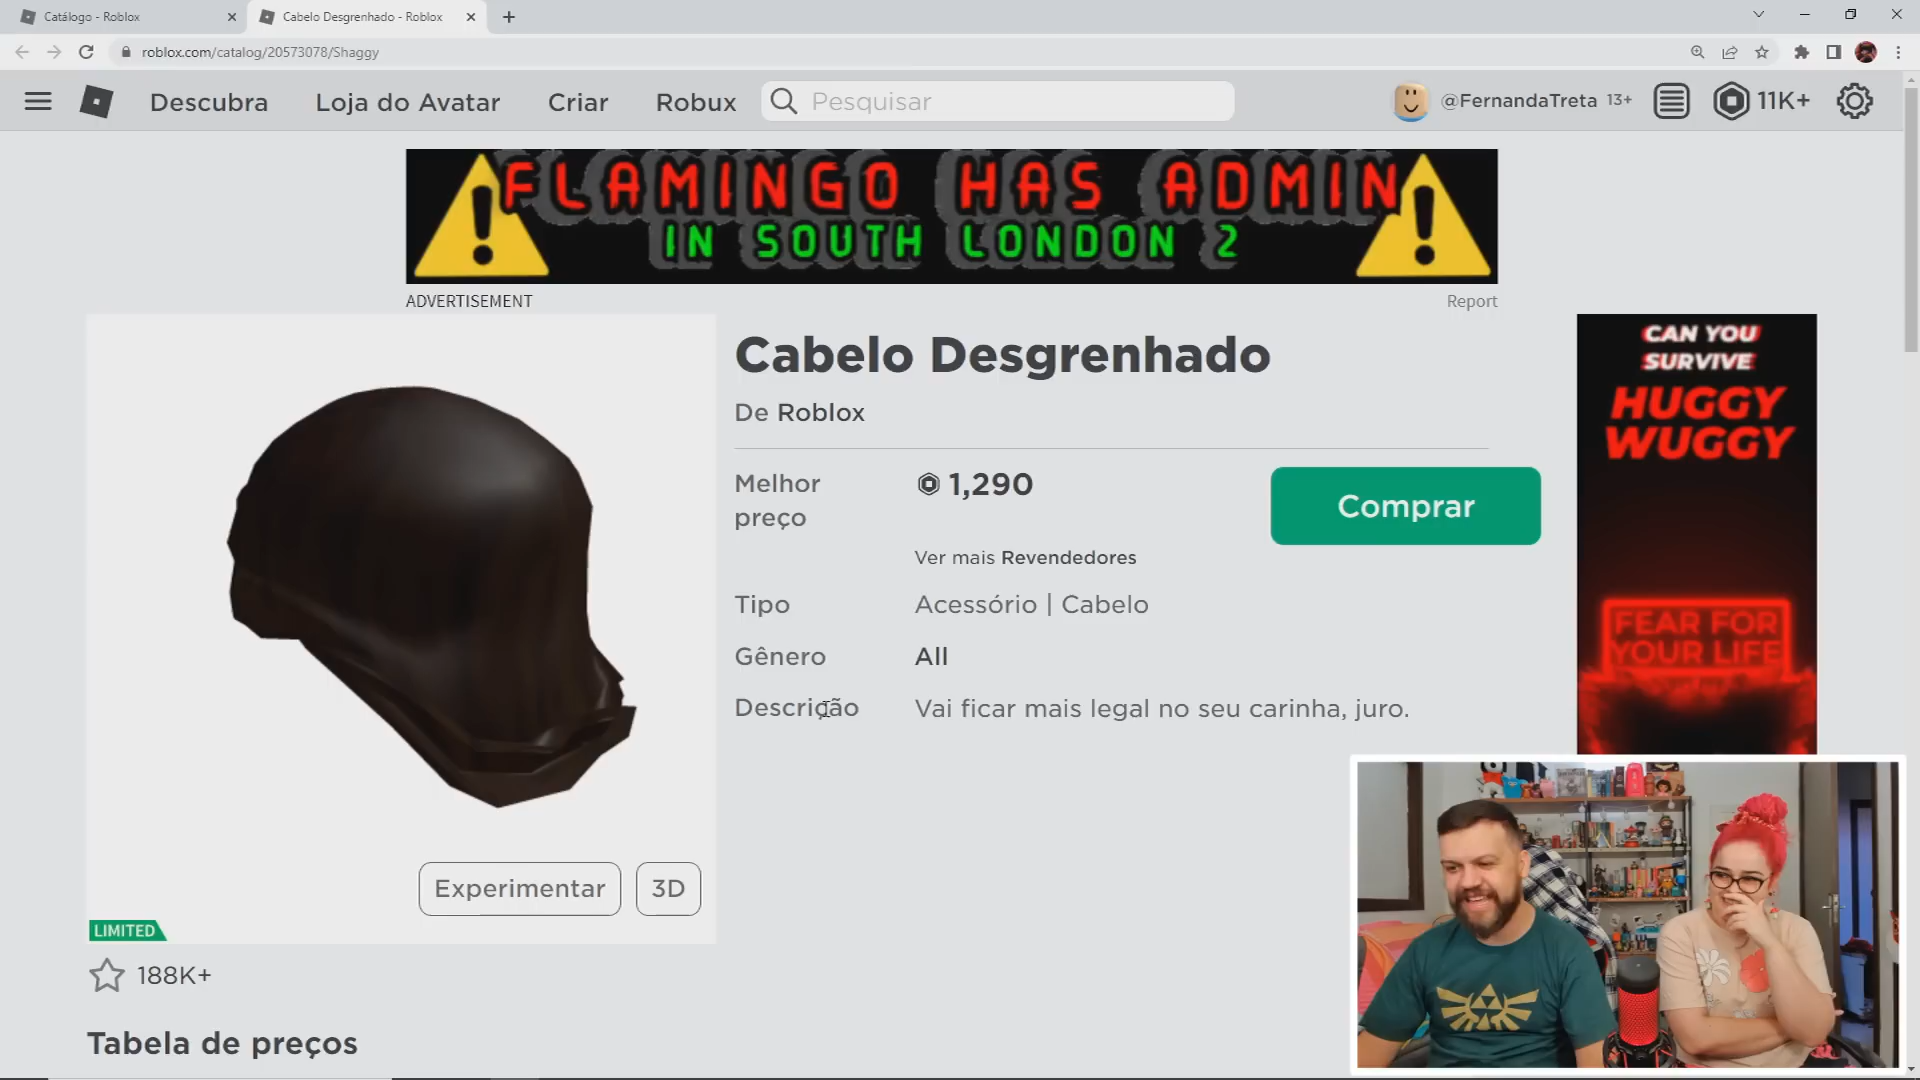 Catálogo - Roblox
Cabelo Desgrenhado - Roblox
roblox.com/catalog/20573078/Shaggy
Descubra
Loja do Avatar
Criar
Robux
Pesquisar
@FernandaTreta 13+
11K+
FLAMINGO HAS ADMIN
IN SOUTH LONDON 2
ADVERTISEMENT
Report
Cabelo Desgrenhado
De Roblox
Melhor preço
1,290
Comprar
Ver mais Revendedores
Tipo
Acessório | Cabelo
Gênero
All
Descrição
Vai ficar mais legal no seu carinha, juro.
CAN YOU
SURVIVE
HUGGY
WUGGY
FEAR FOR
YOUR LIFE
Experimentar
3D
LIMITED
188K+
Tabela de preços